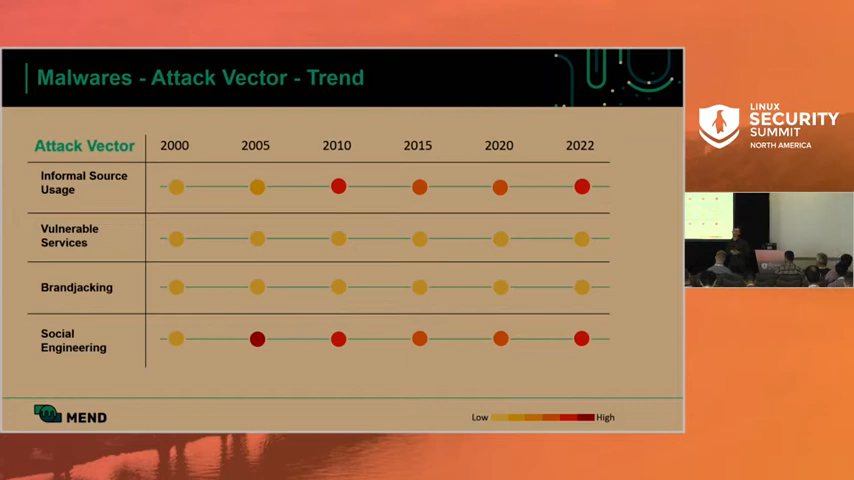 Malwares - Attack Vector - Trend
LINUX
SECURITY
SUMMIT
NORTH AMERICA
Attack Vector 2000 2005 2010 2015 2020 2022
Informal Source
Usage
Vulnerable
Services
Brandjacking
Social
Engineering
MEND
Low High